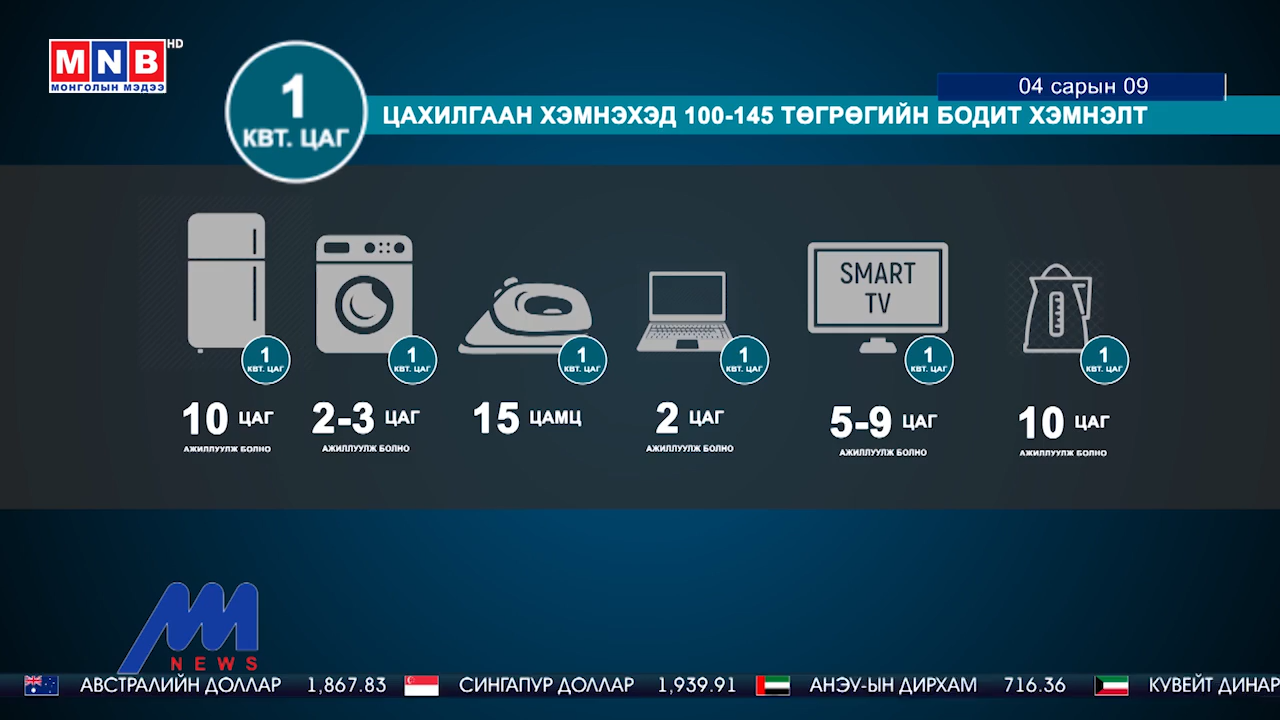 MNB HD
МОНГОЛЫН МЭДЭЭ
1
КВТ. ЦАГ
04 сарын 09
ЦАХИЛГААН ХЭМНЭХЭД 100-145 ТӨГРӨГИЙН БОДИТ ХЭМНЭЛТ
SMART
TV
1
КВТ. ЦАГ
1
КВТ. ЦАГ
1
КВТ. ЦАГ
1
КВТ. ЦАГ
1
КВТ. ЦАГ
1
КВТ. ЦАГ
10 ЦАГ
АЖИЛЛУУЛЖ БОЛНО
2-3 ЦАГ
АЖИЛЛУУЛЖ БОЛНО
15 ЦАМЦ
2 ЦАГ
АЖИЛЛУУЛЖ БОЛНО
5-9 ЦАГ
АЖИЛЛУУЛЖ БОЛНО
10 ЦАГ
АЖИЛЛУУЛЖ БОЛНО
NEWS
АВСТРАЛИЙН ДОЛЛАР 1,867.83 СИНГАПУР ДОЛЛАР 1,939.91 АНЭУ-ЫН ДИРХАМ 716.36 КУВЕЙТ ДИНАР